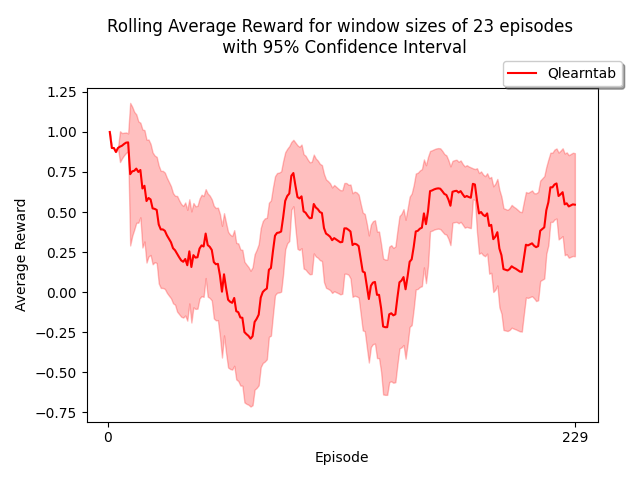 Rolling Average Reward for window sizes of 23 episodes
with 95% Confidence Interval
Qlearntab
1.25
1.00
0.75
0.50
0.25
0.00
−0.25
−0.50
−0.75
Average Reward
0
229
Episode